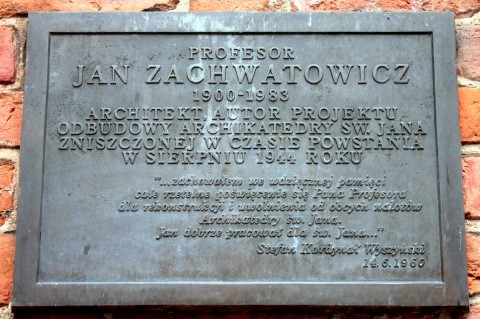 PROFESOR
JAN ZACHWATOWICZ
1900-1983
ARCHITEKT, AUTOR PROJEKTU
ODBUDOWY ARCHIKATEDRY ŚW. JANA
ZNISZCZONEJ W CZASIE POWSTANIA
W SIERPNIU 1944 ROKU
"...zachowałem we wdzięcznej pamięci
całe rzetelne poświęcenie się Pana Profesora
dla rekonstrukcji i uwolnienia od obcych nalotów
Archikatedry św. Jana.
Jan dobrze pracował dla św. Jana..."
Stefan Kardynał Wyszyński
14.6.1960